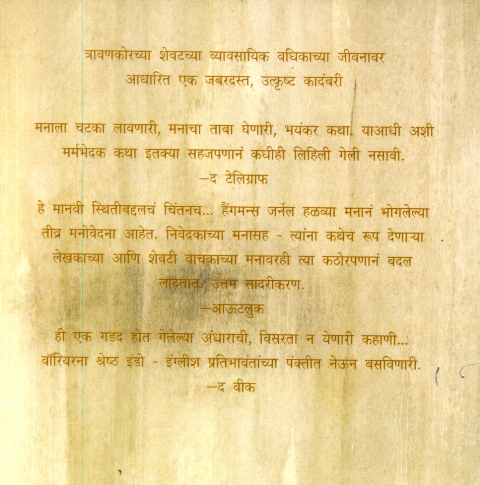 त्रावणकोरच्या शेवटच्या व्यावसायिक वधिकाच्या जीवनावर
आधारित एक जबरदस्त, उत्कृष्ट कादंबरी
मनाला चटका लावणारी, मनाचा ताबा घेणारी, भयंकर कथा. याआधी अशी
मर्मभेदक कथा इतक्या सहजपणानं कधीही लिहिली गेली नसावी.
–द टेलिग्राफ
हे मानवी स्थितीबद्दलचं चिंतनच... हँगमन्स जर्नल हळव्या मनानं भोगलेल्या
तीव्र मनोवेदना आहेत. निवेदकाच्या मनासह - त्यांना कथेच रूप देणाऱ्या
लेखकाच्या आणि शेवटी वाचकाच्या मनावरही त्या कठोरपणानं बदल
लादतात. उत्तम सादरीकरण.
–आऊटलुक
ही एक गडद होत गेलेल्या अंधाराची, विसरता न येणारी कहाणी...
वॉरियरना श्रेष्ठ इंडो - इंग्लीश प्रतिभावंतांच्या पंक्तीत नेऊन बसविणारी.
–द वीक